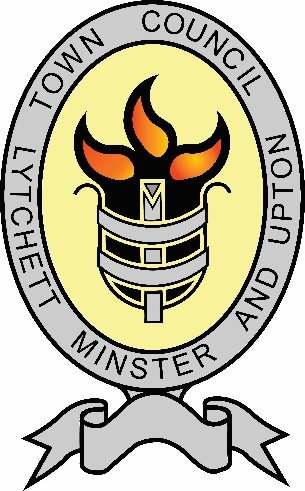 TOWN COUNCIL
LYTCHETT MINSTER AND UPTON